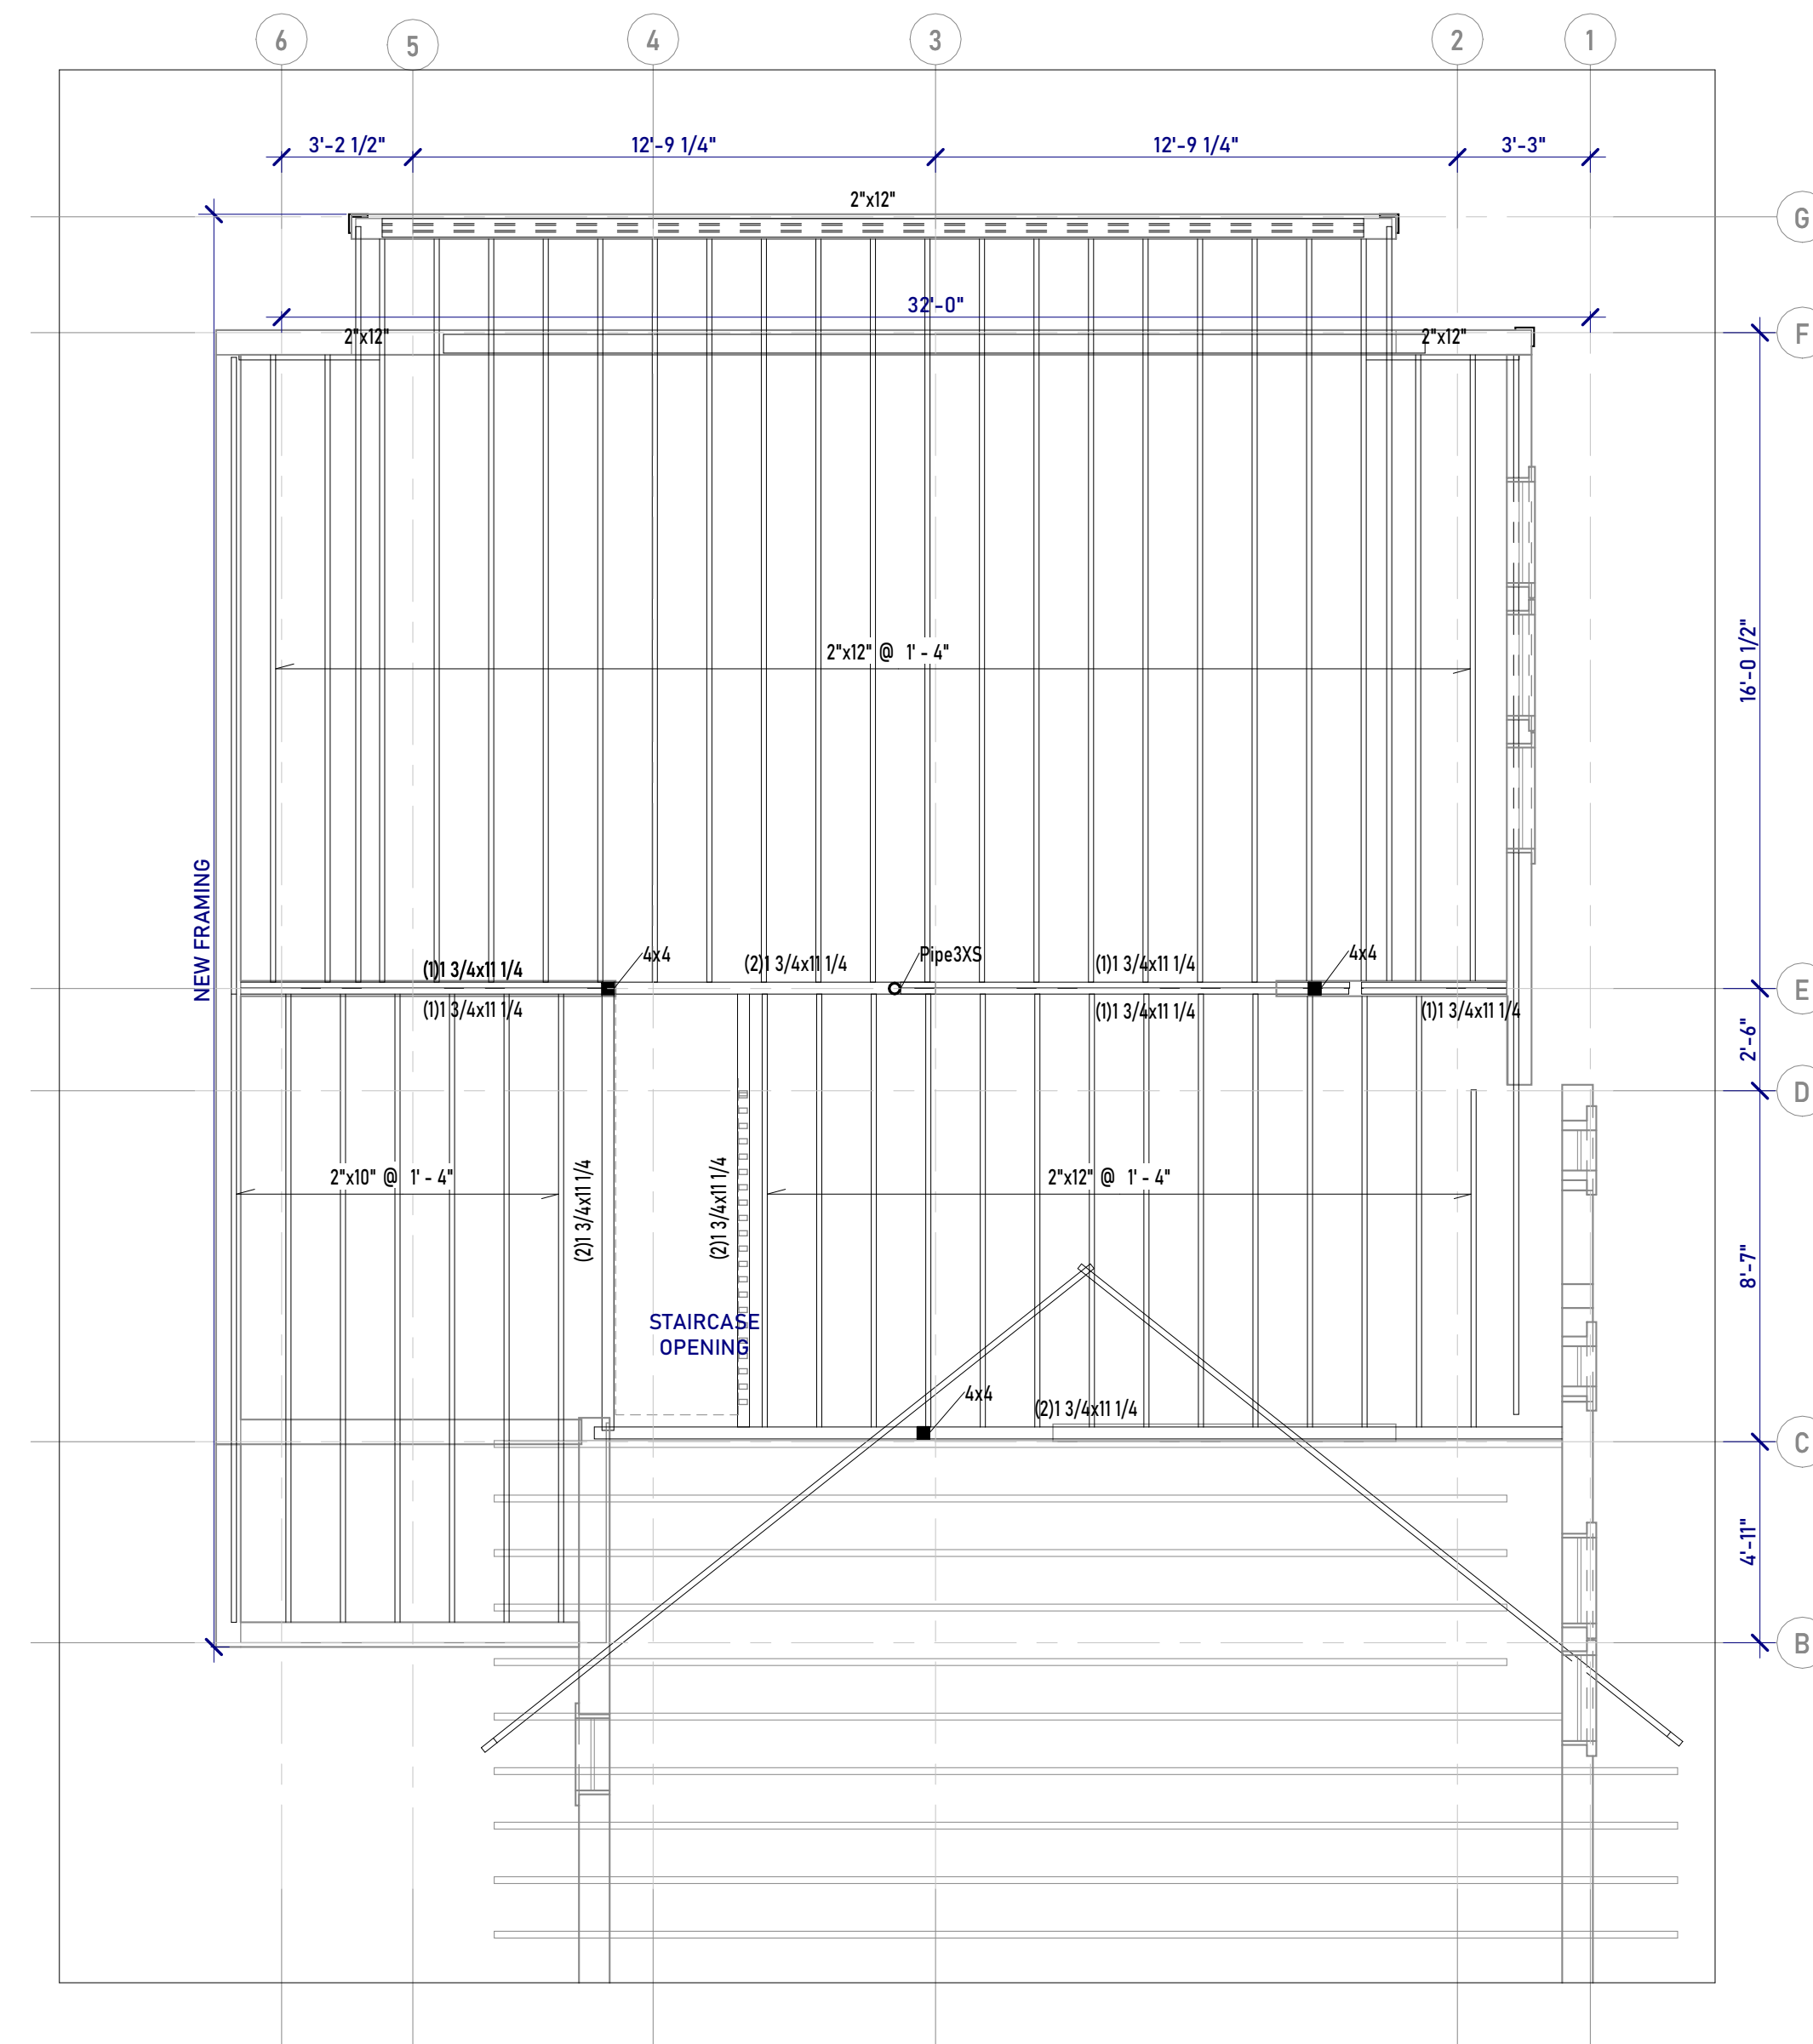 6
5
4
3
2
1
3'-2 1/2"
12'-9 1/4"
12'-9 1/4"
3'-3"
2"x12"
G
32'-0"
F
2"x12"
2"x12"
2"x12" @ 1' - 4"
16'-0 1/2"
NEW FRAMING
(1)1 3/4x11 1/4
4x4
(2)1 3/4x11 1/4
Pipe3XS
(1)1 3/4x11 1/4
4x4
E
(1)1 3/4x11 1/4
(1)1 3/4x11 1/4
(1)1 3/4x11 1/4
2'-6"
D
2"x10" @ 1' - 4"
(2)1 3/4x11 1/4
(2)1 3/4x11 1/4
2"x12" @ 1' - 4"
8'-7"
STAIRCASE
OPENING
4x4
(2)1 3/4x11 1/4
C
4'-11"
B